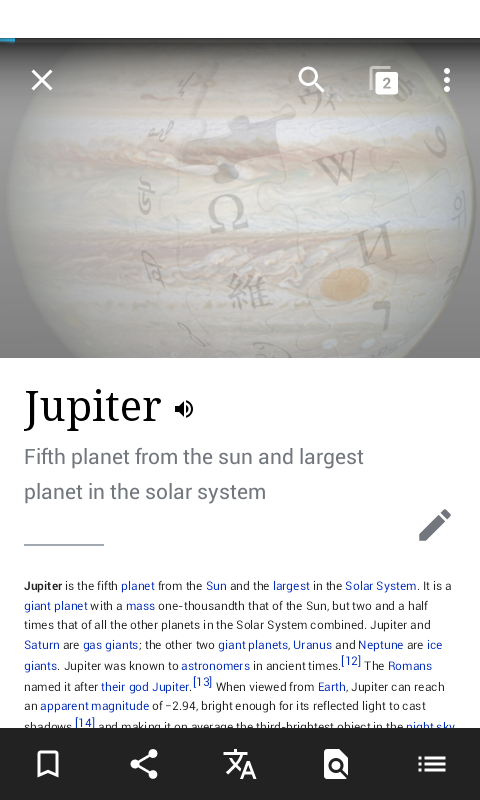 2
ウィ
W
Ω
И
維
Jupiter
Fifth planet from the sun and largest
planet in the solar system
Jupiter is the fifth planet from the Sun and the largest in the Solar System. It is a
giant planet with a mass one-thousandth that of the Sun, but two and a half
times that of all the other planets in the Solar System combined. Jupiter and
Saturn are gas giants; the other two giant planets, Uranus and Neptune are ice
giants. Jupiter was known to astronomers in ancient times.[12] The Romans
named it after their god Jupiter.[13] When viewed from Earth, Jupiter can reach
an apparent magnitude of −2.94, bright enough for its reflected light to cast
shadows,[14] and making it on average the third-brightest object in the night sky